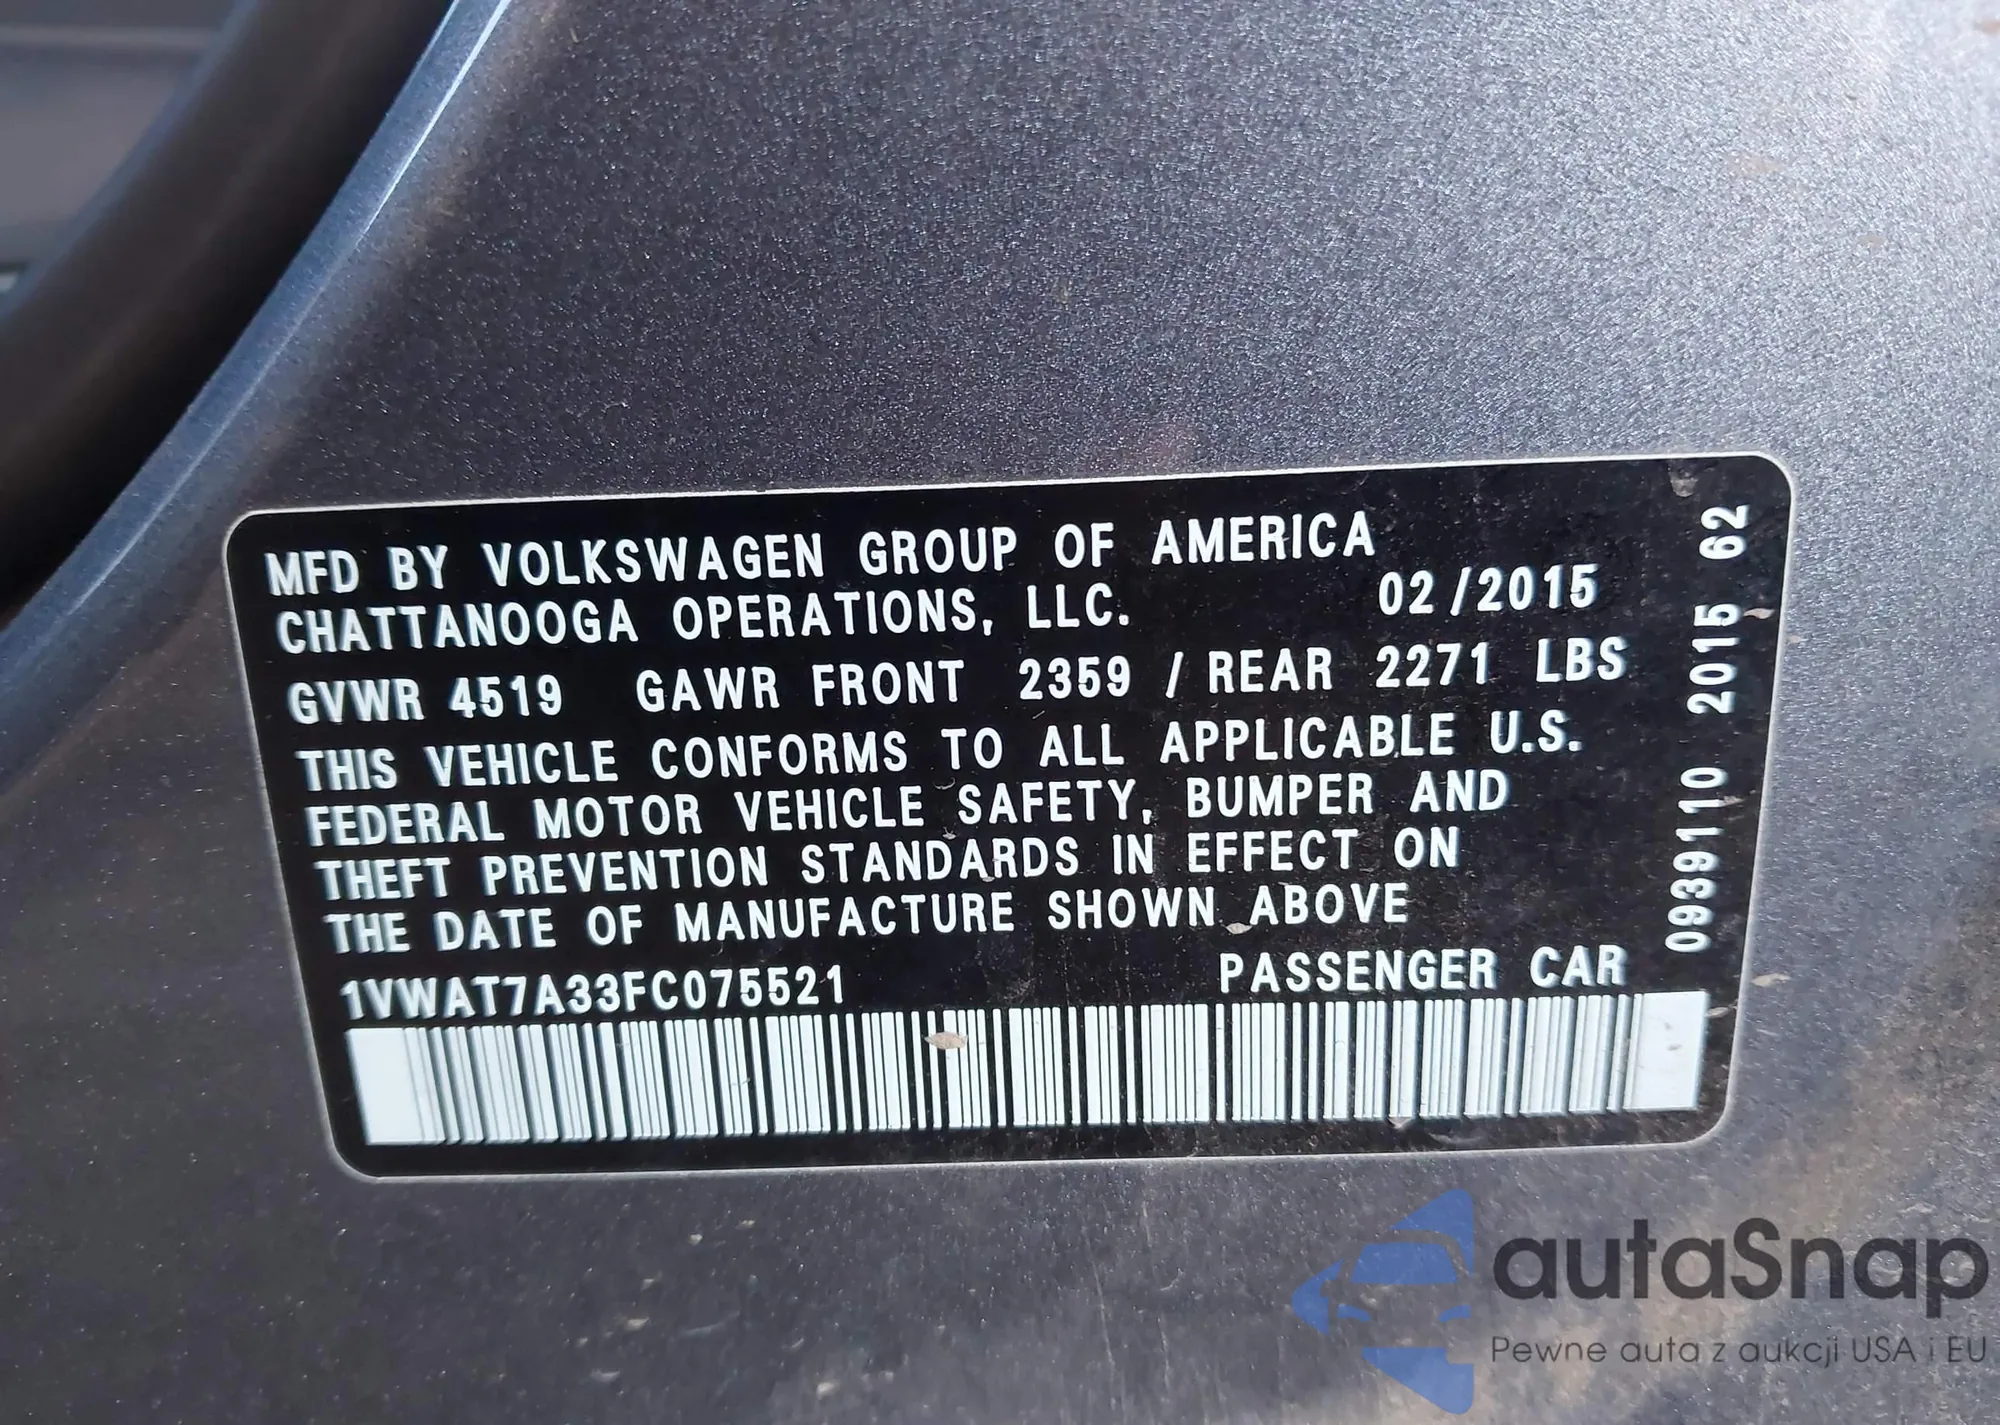 MFD BY VOLKSWAGEN GROUP OF AMERICA
CHATTANOOGA OPERATIONS, LLC. 02/2015
GVWR 4519 GAWR FRONT 2359 / REAR 2271 LBS
THIS VEHICLE CONFORMS TO ALL APPLICABLE U.S.
FEDERAL MOTOR VEHICLE SAFETY, BUMPER AND
THEFT PREVENTION STANDARDS IN EFFECT ON
THE DATE OF MANUFACTURE SHOWN ABOVE
1VWAT7A33FC075521 PASSENGER CAR
0939110 2015 62
autaSnap
Pewne auta z aukcji USA i EU